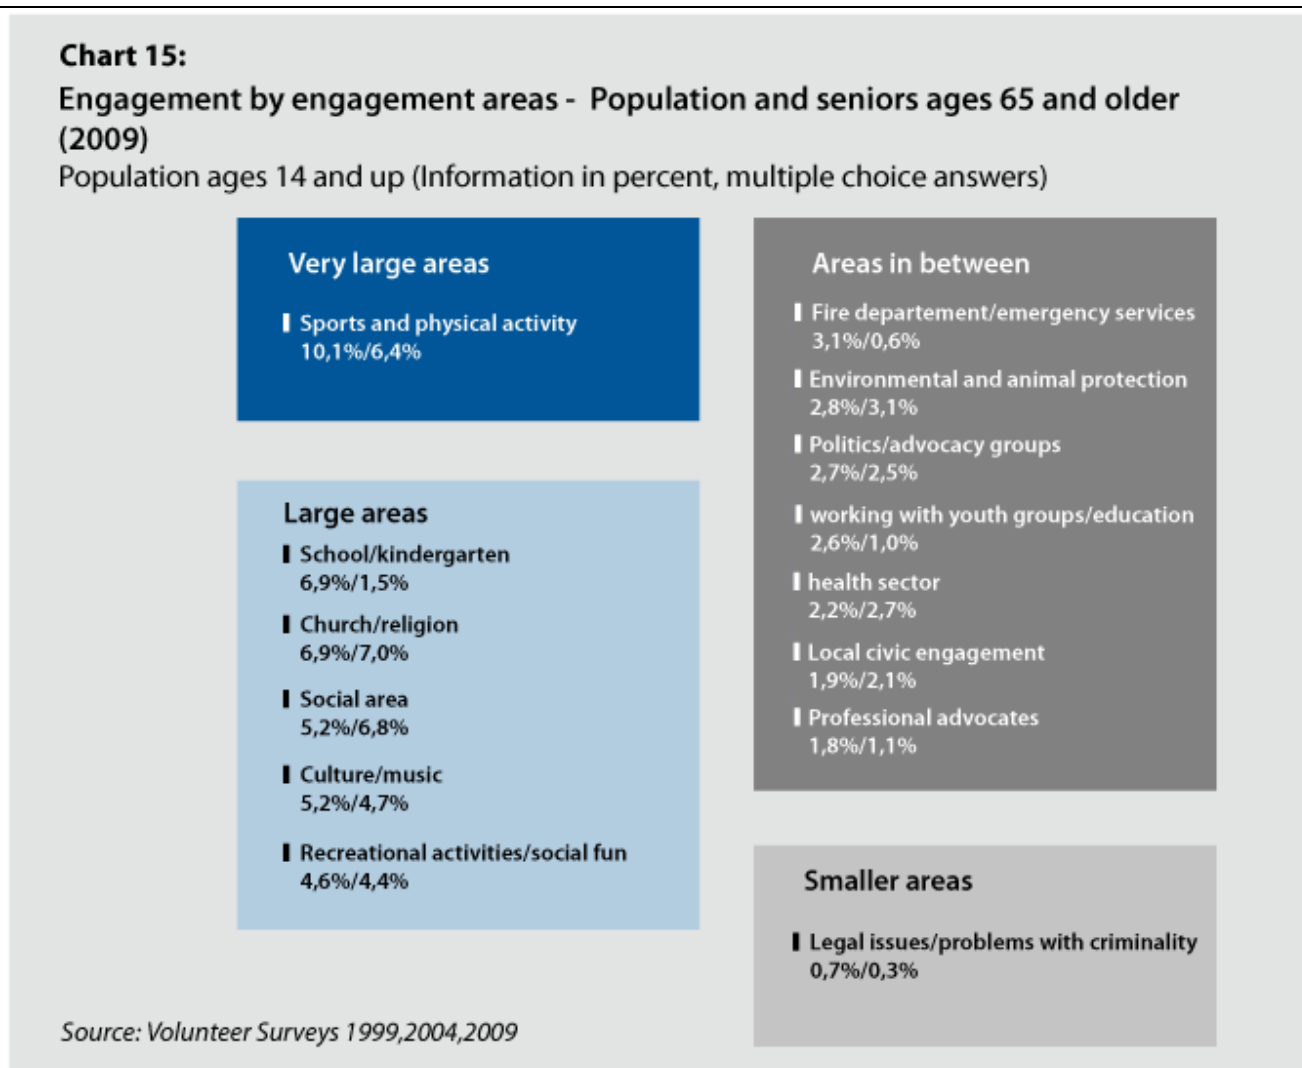 Chart 15:
Engagement by engagement areas - Population and seniors ages 65 and older
(2009)
Population ages 14 and up (Information in percent, multiple choice answers)
Very large areas
Sports and physical activity
10,1%/6,4%
Large areas
School/kindergarten
6,9%/1,5%
Church/religion
6,9%/7,0%
Social area
5,2%/6,8%
Culture/music
5,2%/4,7%
Recreational activities/social fun
4,6%/4,4%
Areas in between
Fire departement/emergency services
3,1%/0,6%
Environmental and animal protection
2,8%/3,1%
Politics/advocacy groups
2,7%/2,5%
working with youth groups/education
2,6%/1,0%
health sector
2,2%/2,7%
Local civic engagement
1,9%/2,1%
Professional advocates
1,8%/1,1%
Smaller areas
Legal issues/problems with criminality
0,7%/0,3%
Source: Volunteer Surveys 1999,2004,2009